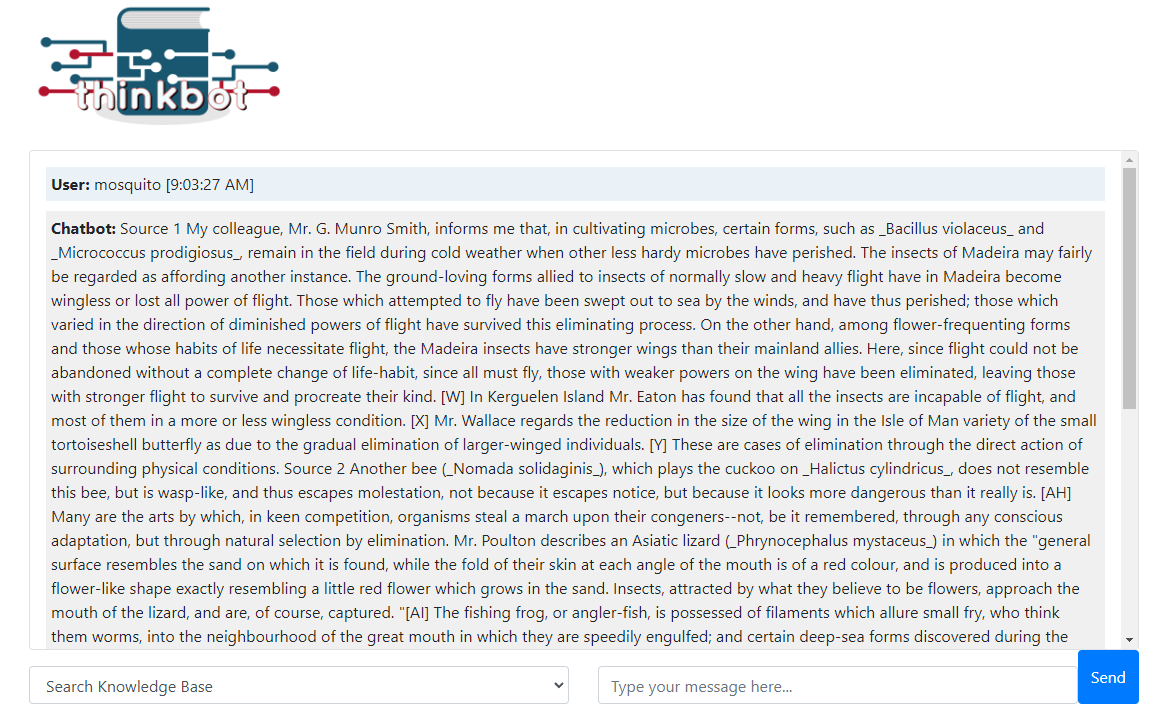 thinkbot
User: mosquito [9:03:27 AM]
Chatbot: Source 1 My colleague, Mr. G. Munro Smith, informs me that, in cultivating microbes, certain forms, such as _Bacillus violaceus_ and
_Micrococcus prodigiosus_, remain in the field during cold weather when other less hardy microbes have perished. The insects of Madeira may fairly
be regarded as affording another instance. The ground-loving forms allied to insects of normally slow and heavy flight have in Madeira become
wingless or lost all power of flight. Those which attempted to fly have been swept out to sea by the winds, and have thus perished; those which
varied in the direction of diminished powers of flight have survived this eliminating process. On the other hand, among flower-frequenting forms
and those whose habits of life necessitate flight, the Madeira insects have stronger wings than their mainland allies. Here, since flight could not be
abandoned without a complete change of life-habit, since all must fly, those with weaker powers on the wing have been eliminated, leaving those
with stronger flight to survive and procreate their kind. [W] In Kerguelen Island Mr. Eaton has found that all the insects are incapable of flight, and
most of them in a more or less wingless condition. [X] Mr. Wallace regards the reduction in the size of the wing in the Isle of Man variety of the small
tortoiseshell butterfly as due to the gradual elimination of larger-winged individuals. [Y] These are cases of elimination through the direct action of
surrounding physical conditions. Source 2 Another bee (_Nomada solidaginis_), which plays the cuckoo on _Halictus cylindricus_, does not resemble
this bee, but is wasp-like, and thus escapes molestation, not because it escapes notice, but because it looks more dangerous than it really is. [AH]
Many are the arts by which, in keen competition, organisms steal a march upon their congeners--not, be it remembered, through any conscious
adaptation, but through natural selection by elimination. Mr. Poulton describes an Asiatic lizard (_Phrynocephalus mystaceus_) in which the "general
surface resembles the sand on which it is found, while the fold of their skin at each angle of the mouth is of a red colour, and is produced into a
flower-like shape exactly resembling a little red flower which grows in the sand. Insects, attracted by what they believe to be flowers, approach the
mouth of the lizard, and are, of course, captured. "[AI] The fishing frog, or angler-fish, is possessed of filaments which allure small fry, who think
them worms, into the neighbourhood of the great mouth in which they are speedily engulfed; and certain deep-sea forms discovered during the
Search Knowledge Base
Type your message here...
Send